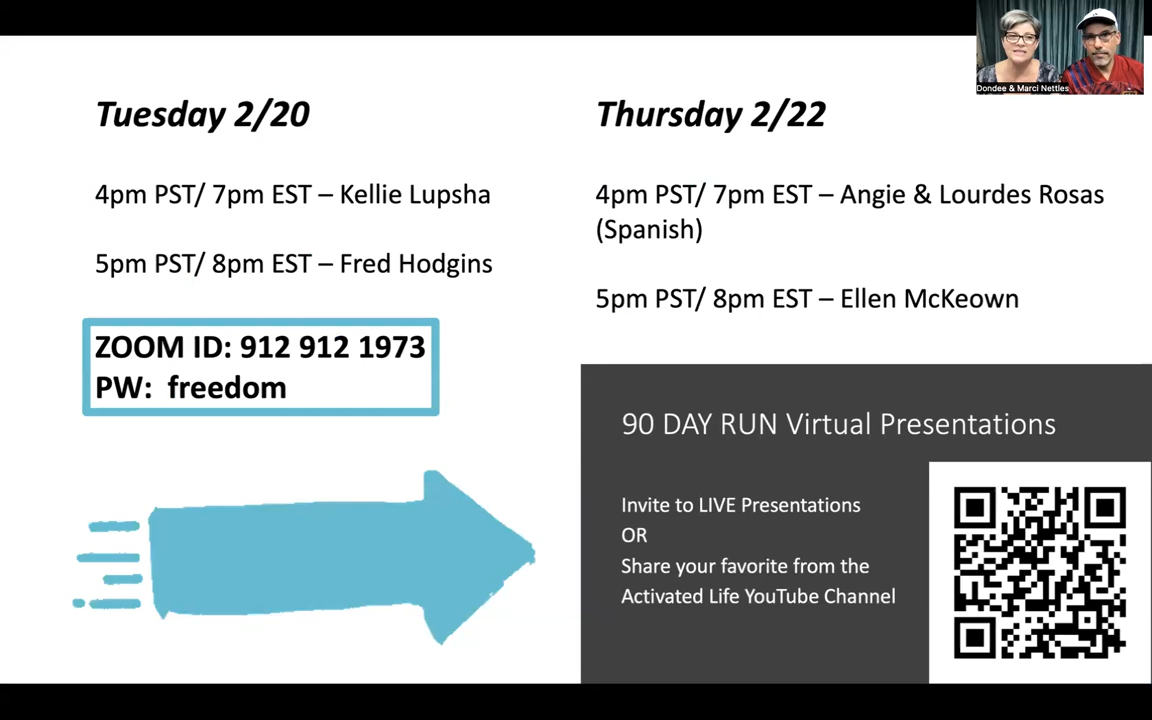 Tuesday 2/20
4pm PST/ 7pm EST – Kellie Lupsha
5pm PST/ 8pm EST – Fred Hodgins
ZOOM ID: 912 912 1973
PW: freedom
Thursday 2/22
4pm PST/ 7pm EST – Angie & Lourdes Rosas
(Spanish)
5pm PST/ 8pm EST – Ellen McKeown
90 DAY RUN Virtual Presentations
Invite to LIVE Presentations
OR
Share your favorite from the
Activated Life YouTube Channel
Dondee & Marci Nettles